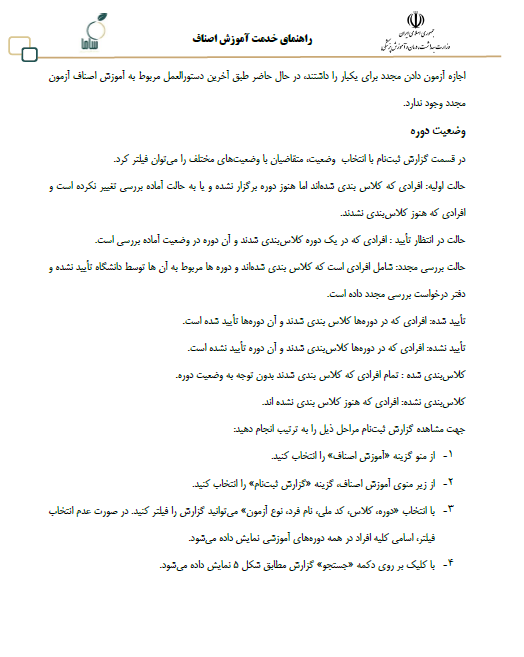 جمهوری اسلامی ایران
وزارت بهداشت، درمان و آموزش پزشکی
راهنمای خدمت آموزش اصناف
ساما
اجازه آزمون دادن مجدد برای یکبار را داشتند، در حال حاضر طبق آخرین دستورالعمل مربوط به آموزش اصناف آزمون
مجدد وجود ندارد.
وضعیت دوره
در قسمت گزارش ثبت‌نام با انتخاب وضعیت، متقاضیان با وضعیت‌های مختلف را می‌توان فیلتر کرد.
حالت اولیه: افرادی که کلاس بندی شده‌اند اما هنوز دوره برگزار نشده و یا به حالت آماده بررسی تغییر نکرده است و
افرادی که هنوز کلاس‌بندی نشدند.
حالت در انتظار تأیید : افرادی که در یک دوره کلاس‌بندی شدند و آن دوره در وضعیت آماده بررسی است.
حالت بررسی مجدد: شامل افرادی است که کلاس بندی شده‌اند و دوره ها مربوط به آن ها توسط دانشگاه تأیید نشده و
دفتر درخواست بررسی مجدد داده است.
تأیید شده: افرادی که در دوره‌ها کلاس بندی شدند و آن دوره‌ها تأیید شده است.
تأیید نشده: افرادی که در دوره‌ها کلاس‌بندی شدند و آن دوره تأیید نشده است.
کلاس‌بندی شده : تمام افرادی که کلاس بندی شدند بدون توجه به وضعیت دوره.
کلاس‌بندی نشده: افرادی که هنوز کلاس بندی نشده اند.
جهت مشاهده گزارش ثبت‌نام مراحل ذیل را به ترتیب انجام دهید:
۱- از منو گزینه «آموزش اصناف» را انتخاب کنید.
۲- از زیر منوی آموزش اصناف، گزینه «گزارش ثبت‌نام» را انتخاب کنید.
۳- با انتخاب «دوره، کلاس، کد ملی، نام فرد، نوع آزمون» می‌توانید گزارش را فیلتر کنید. در صورت عدم انتخاب
فیلتر، اسامی کلیه افراد در همه دوره‌های آموزشی نمایش داده می‌شود.
۴- با کلیک بر روی دکمه «جستجو» گزارش مطابق شکل ۵ نمایش داده می‌شود.